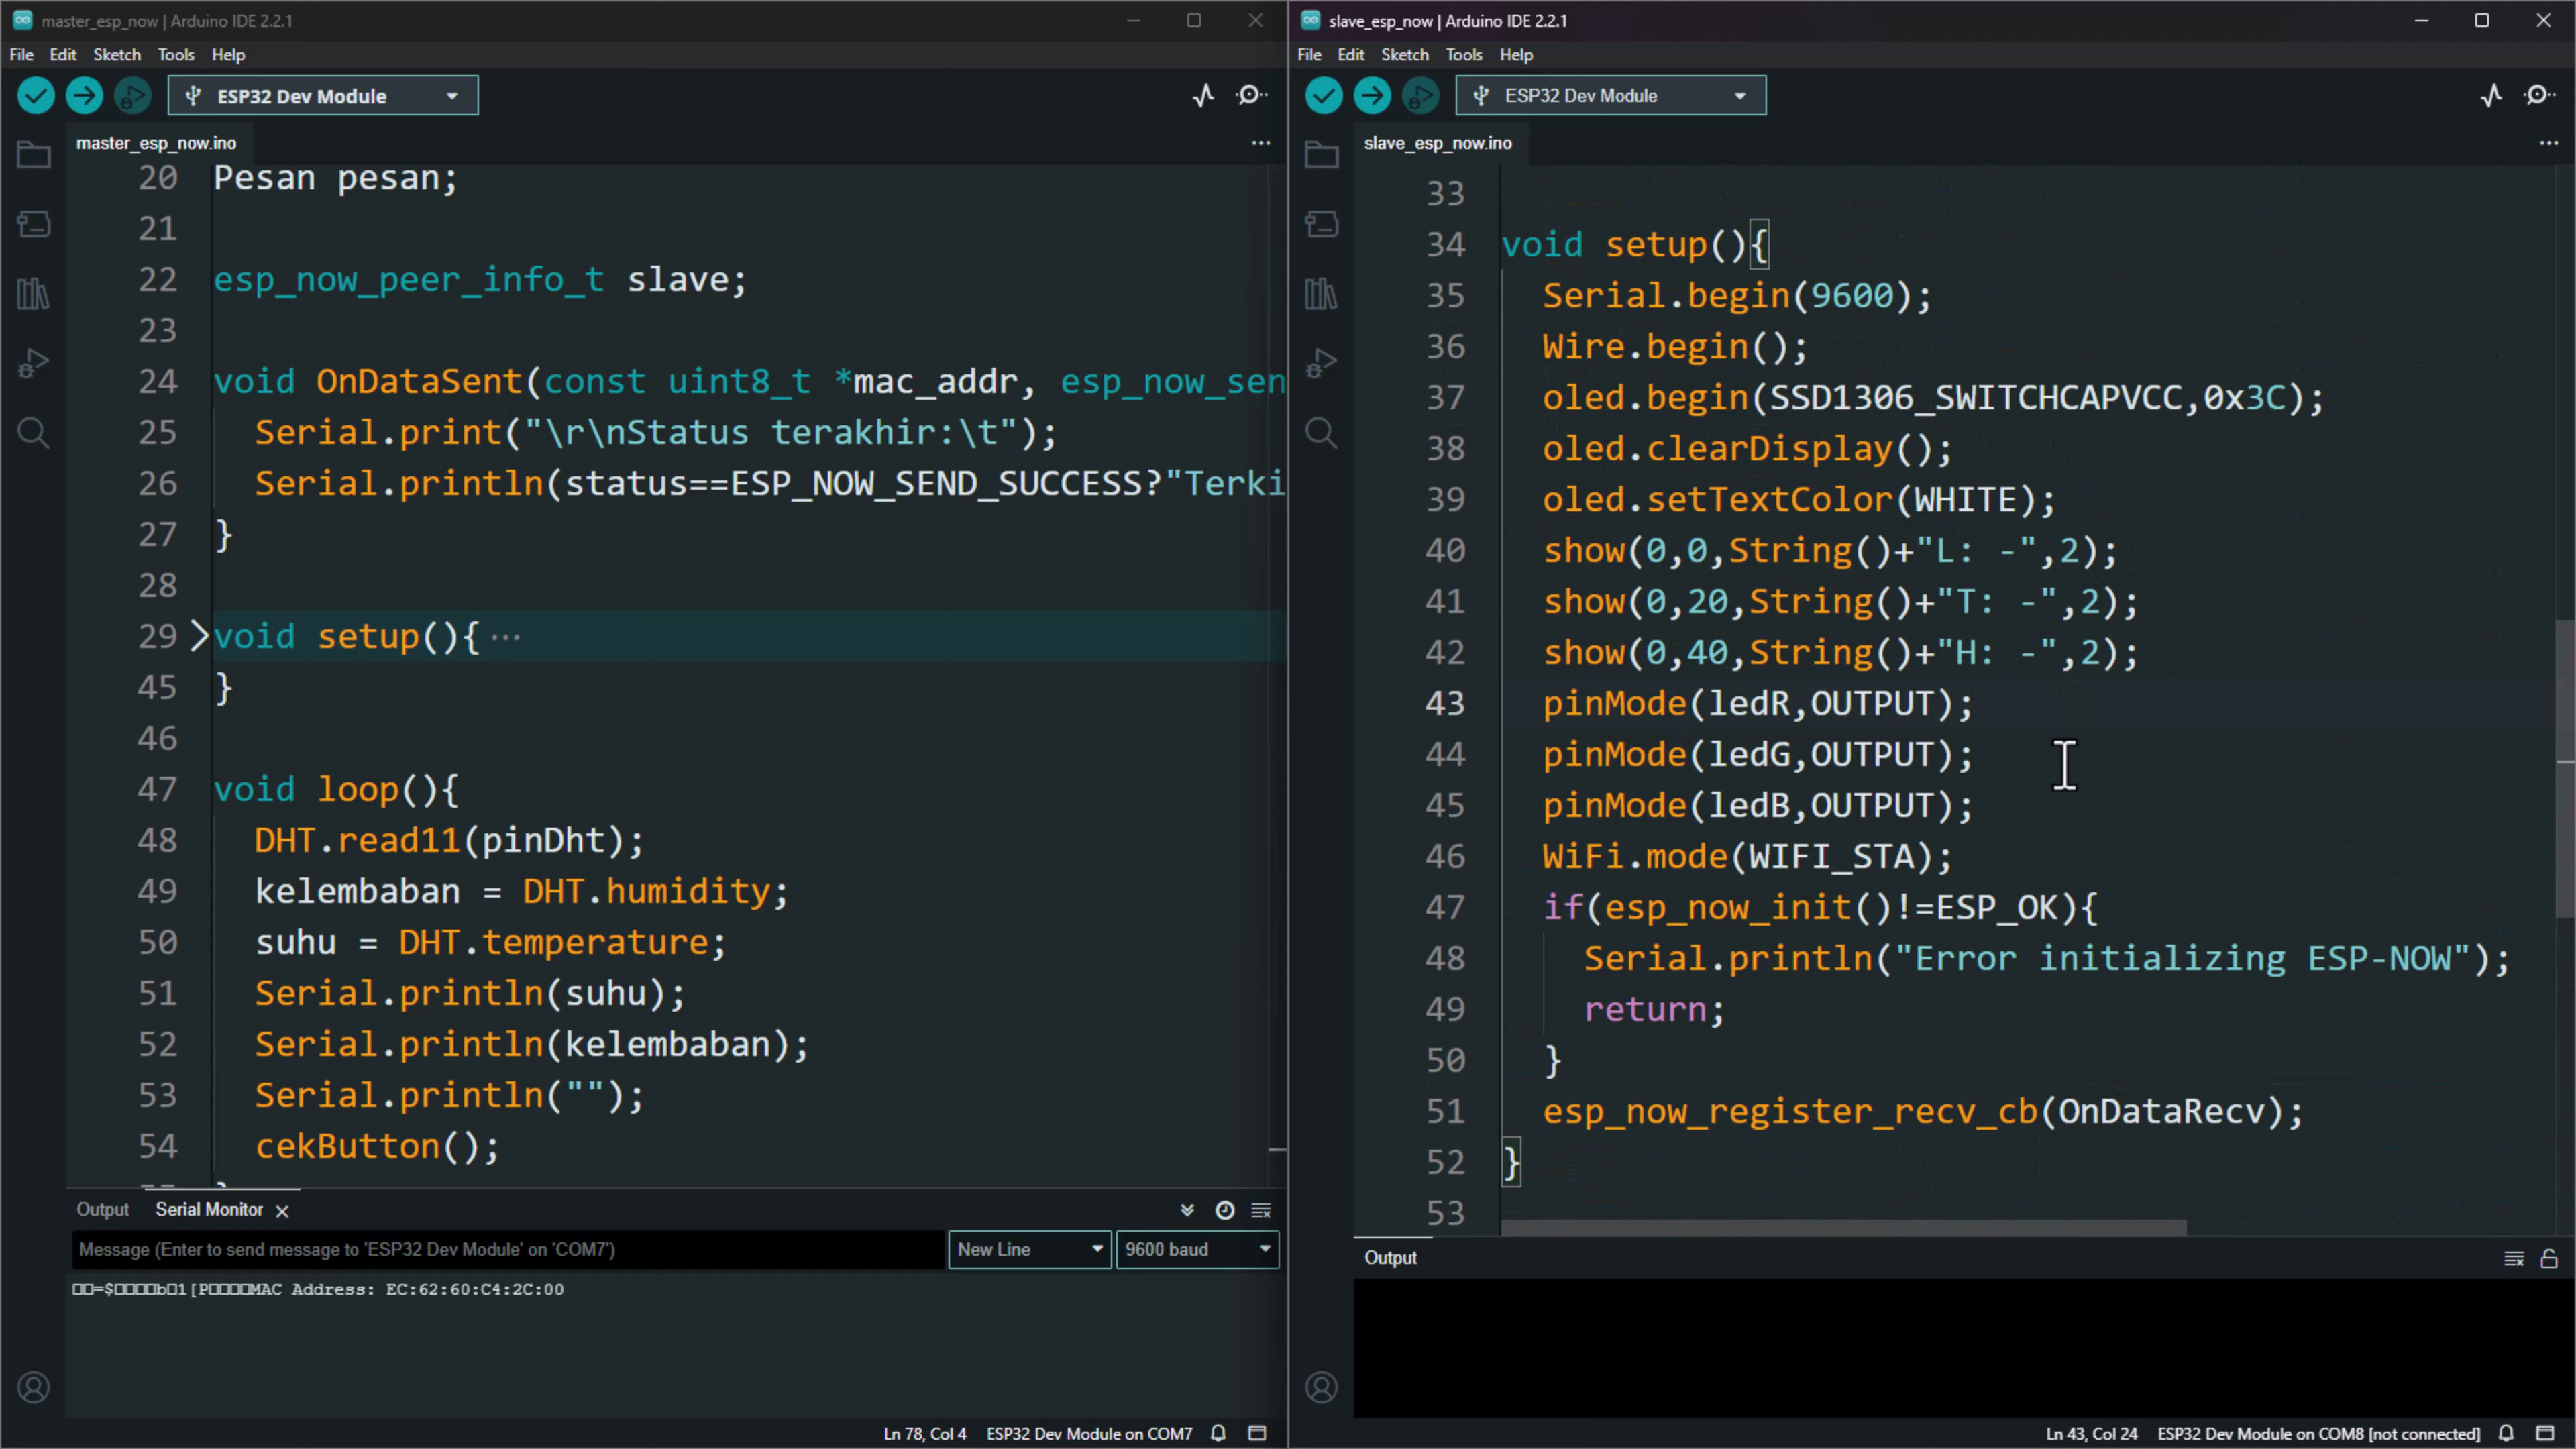 master_esp_now | Arduino IDE 2.2.1
File Edit Sketch Tools Help
ESP32 Dev Module
master_esp_now.ino
20 Pesan pesan;
21
22 esp_now_peer_info_t slave;
23
24 void OnDataSent(const uint8_t *mac_addr, esp_now_sen
25 Serial.print("\r\nStatus terakhir:\t");
26 Serial.println(status==ESP_NOW_SEND_SUCCESS?"Terki
27 }
28
29 void setup(){ ···
45 }
46
47 void loop(){
48 DHT.read11(pinDht);
49 kelembaban = DHT.humidity;
50 suhu = DHT.temperature;
51 Serial.println(suhu);
52 Serial.println(kelembaban);
53 Serial.println("");
54 cekButton();
Output Serial Monitor
Message (Enter to send message to 'ESP32 Dev Module' on 'COM7')
New Line 9600 baud
□□=$□□□□b□1[P□□□□MAC Address: EC:62:60:C4:2C:00
Ln 78, Col 4 ESP32 Dev Module on COM7
slave_esp_now | Arduino IDE 2.2.1
File Edit Sketch Tools Help
ESP32 Dev Module
slave_esp_now.ino
33
34 void setup(){
35 Serial.begin(9600);
36 Wire.begin();
37 oled.begin(SSD1306_SWITCHCAPVCC,0x3C);
38 oled.clearDisplay();
39 oled.setTextColor(WHITE);
40 show(0,0,String()+"L: -",2);
41 show(0,20,String()+"T: -",2);
42 show(0,40,String()+"H: -",2);
43 pinMode(ledR,OUTPUT);
44 pinMode(ledG,OUTPUT);
45 pinMode(ledB,OUTPUT);
46 WiFi.mode(WIFI_STA);
47 if(esp_now_init()!=ESP_OK){
48 Serial.println("Error initializing ESP-NOW");
49 return;
50 }
51 esp_now_register_recv_cb(OnDataRecv);
52 }
53
Output
Ln 43, Col 24 ESP32 Dev Module on COM8 [not connected]